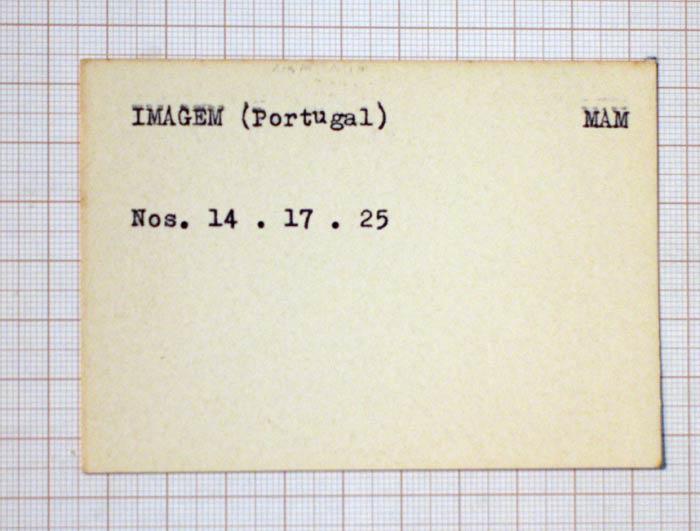 IMAGEM (Portugal) MAM
Nos. 14 . 17 . 25